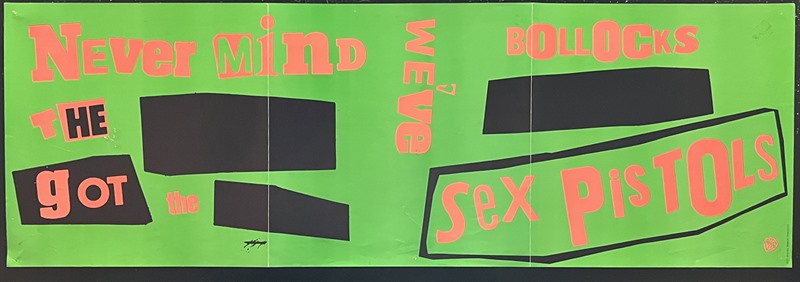 NEVer MinD
THE
gOT the
WE've
BOLLOCKS
Sex PisTOLS